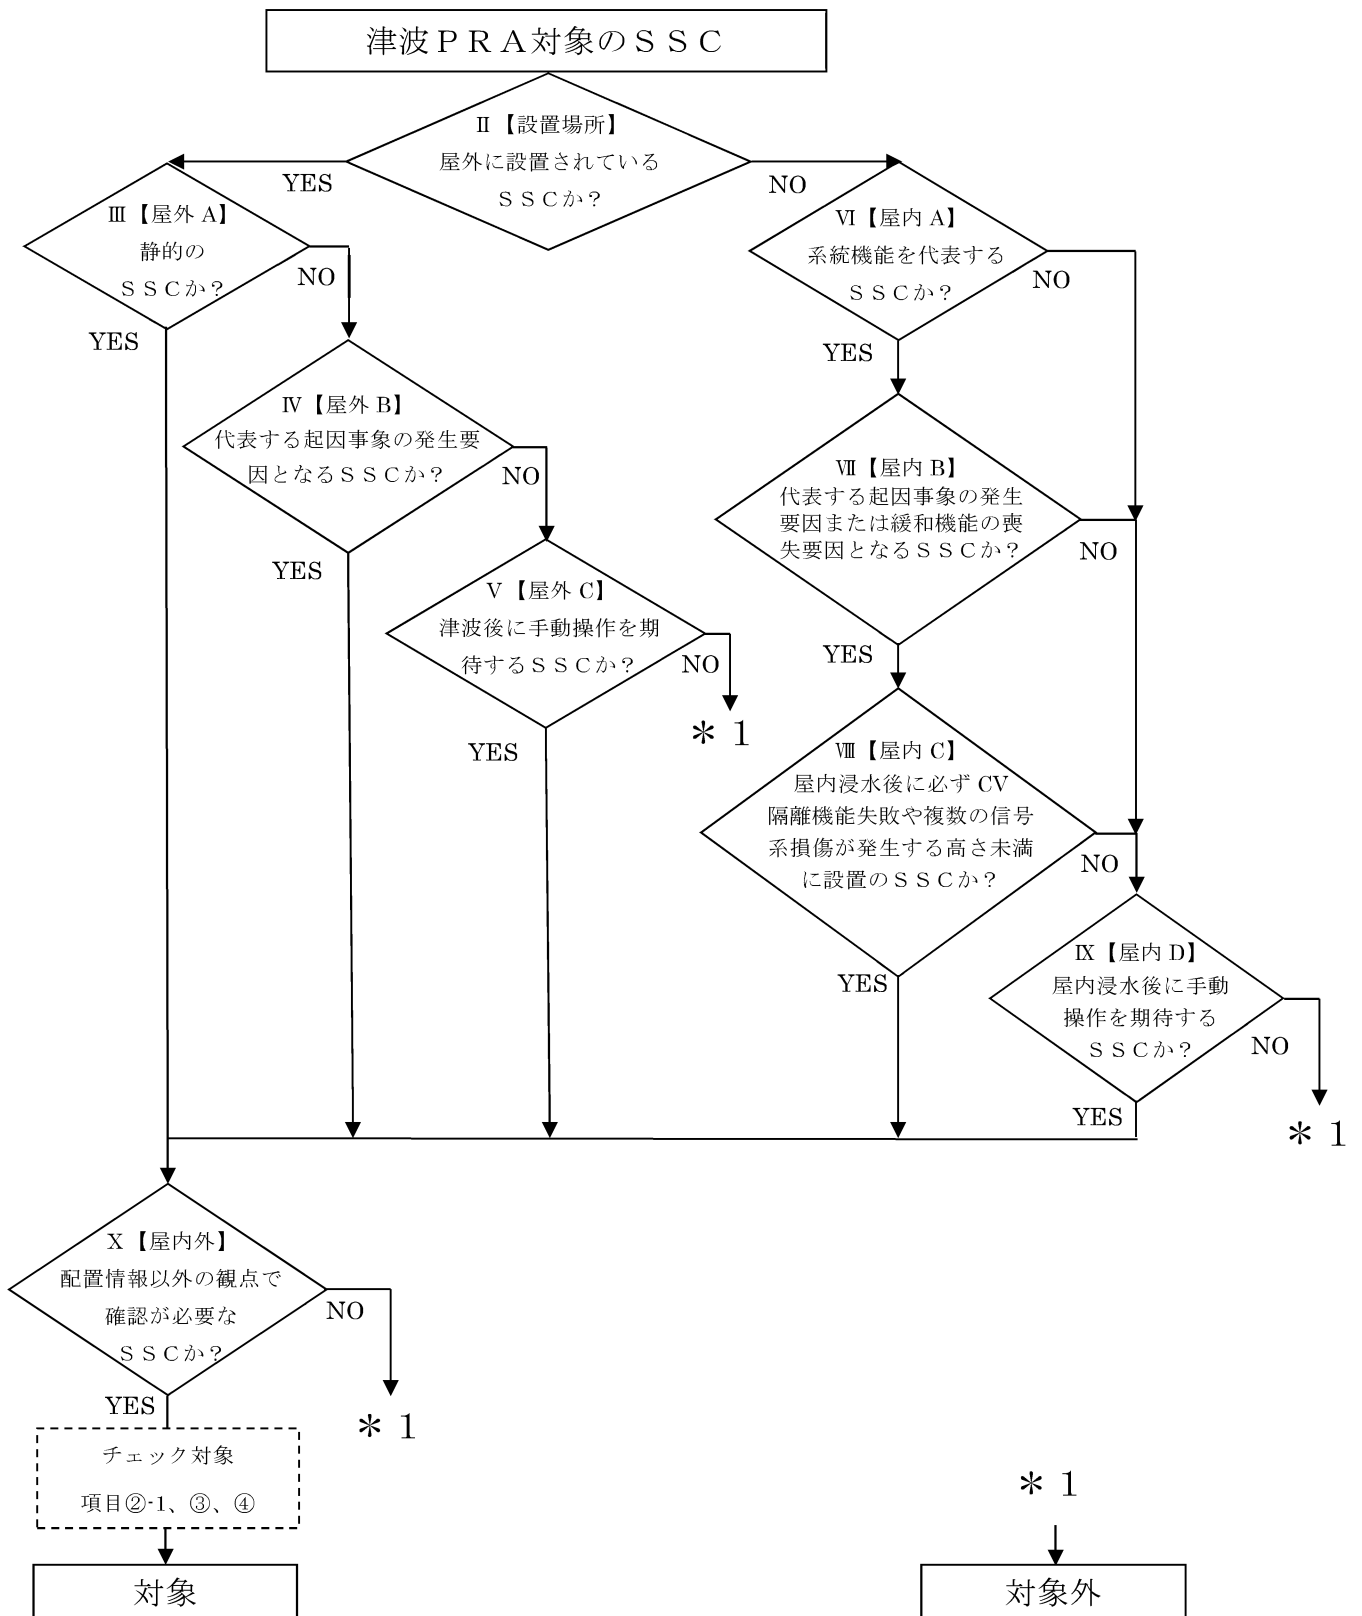 津波ＰＲＡ対象のＳＳＣ
Ⅱ【設置場所】
屋外に設置されている
ＳＳＣか？
YES
NO
Ⅲ【屋外 A】
静的の
ＳＳＣか？
NO
YES
Ⅵ【屋内 A】
系統機能を代表する
ＳＳＣか？
NO
YES
Ⅳ【屋外 B】
代表する起因事象の発生要
因となるＳＳＣか？
NO
YES
Ⅶ【屋内 B】
代表する起因事象の発生
要因または緩和機能の喪
失要因となるＳＳＣか？
NO
YES
Ⅴ【屋外 C】
津波後に手動操作を期
待するＳＳＣか？
NO
＊１
YES
Ⅷ【屋内 C】
屋内浸水後に必ず CV
隔離機能失敗や複数の信号
系損傷が発生する高さ未満
に設置のＳＳＣか？
NO
YES
Ⅸ【屋内 D】
屋内浸水後に手動
操作を期待する
ＳＳＣか？
NO
YES
＊１
Ⅹ【屋内外】
配置情報以外の観点で
確認が必要な
ＳＳＣか？
NO
YES
＊１
チェック対象
項目②-1、③、④
対象
＊１
対象外